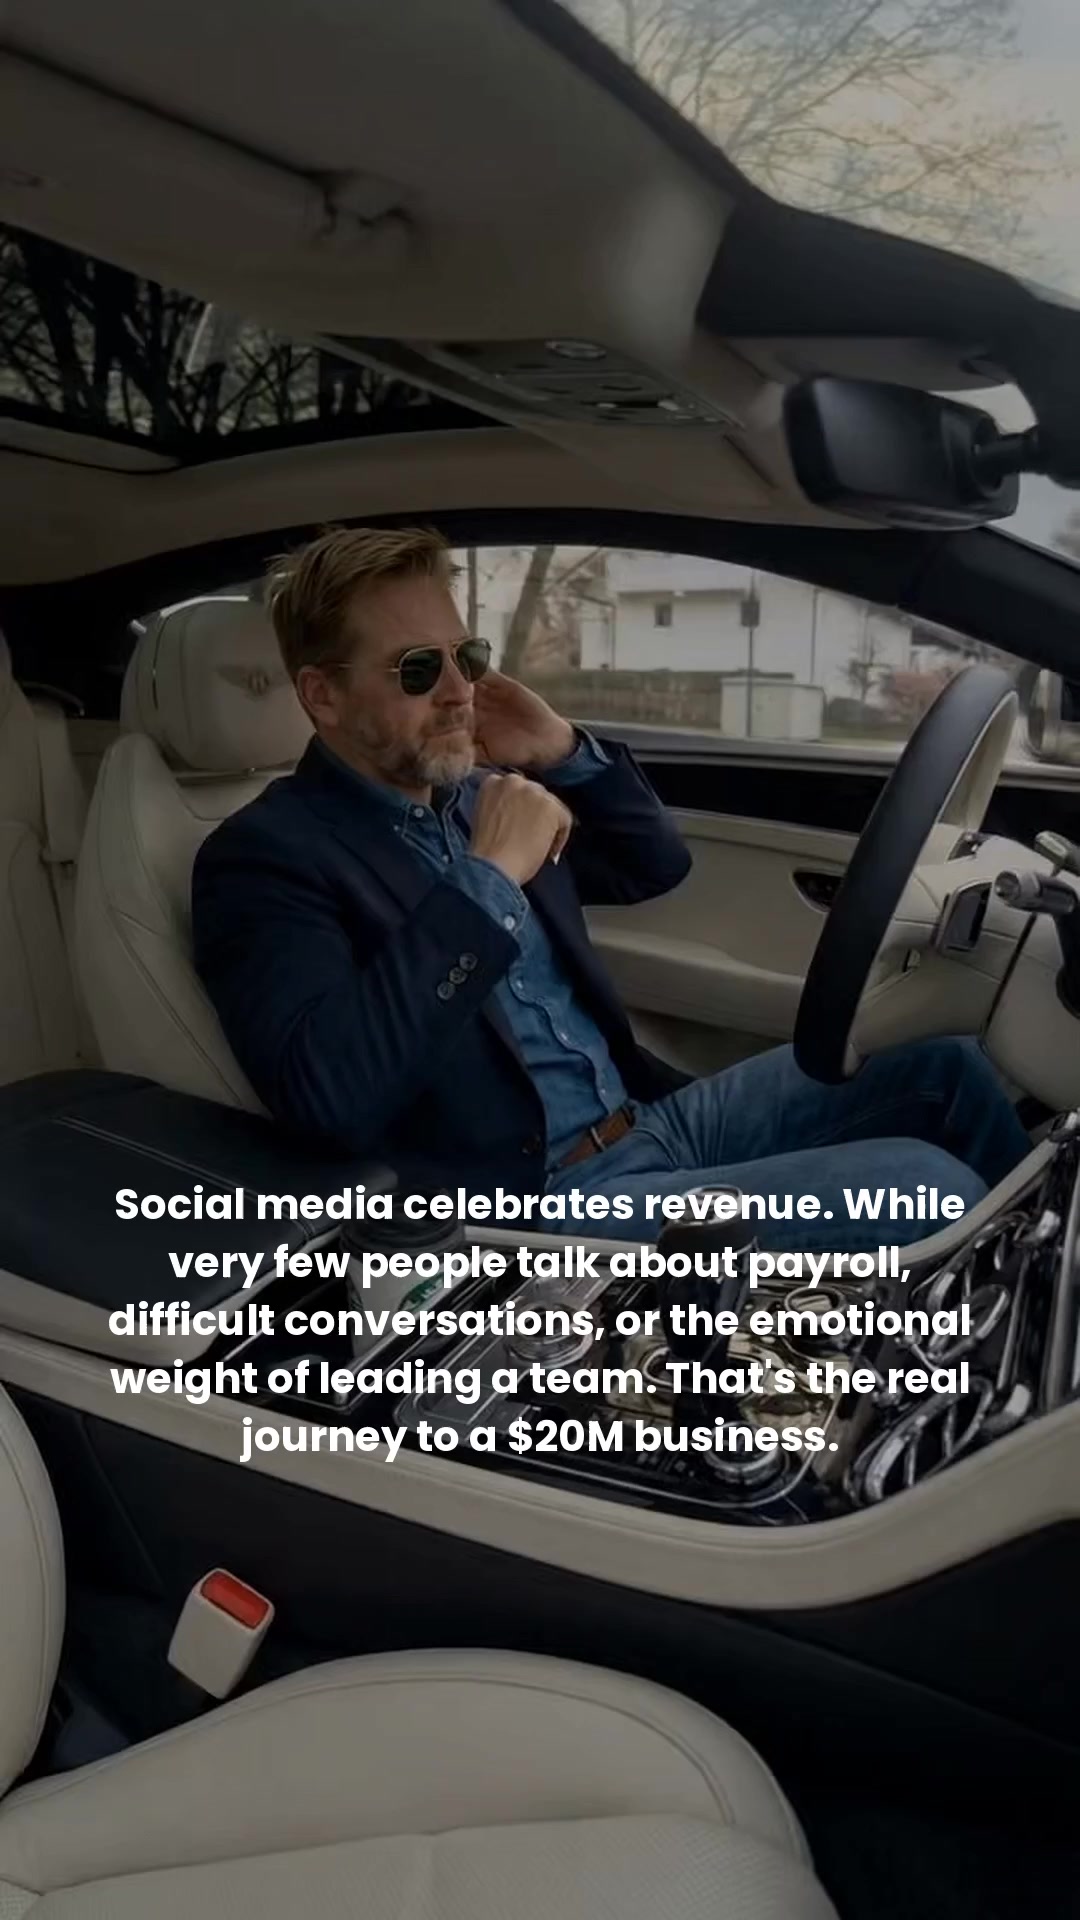 Social media celebrates revenue. While
very few people talk about payroll,
difficult conversations, or the emotional
weight of leading a team. That's the real
journey to a $20M business.